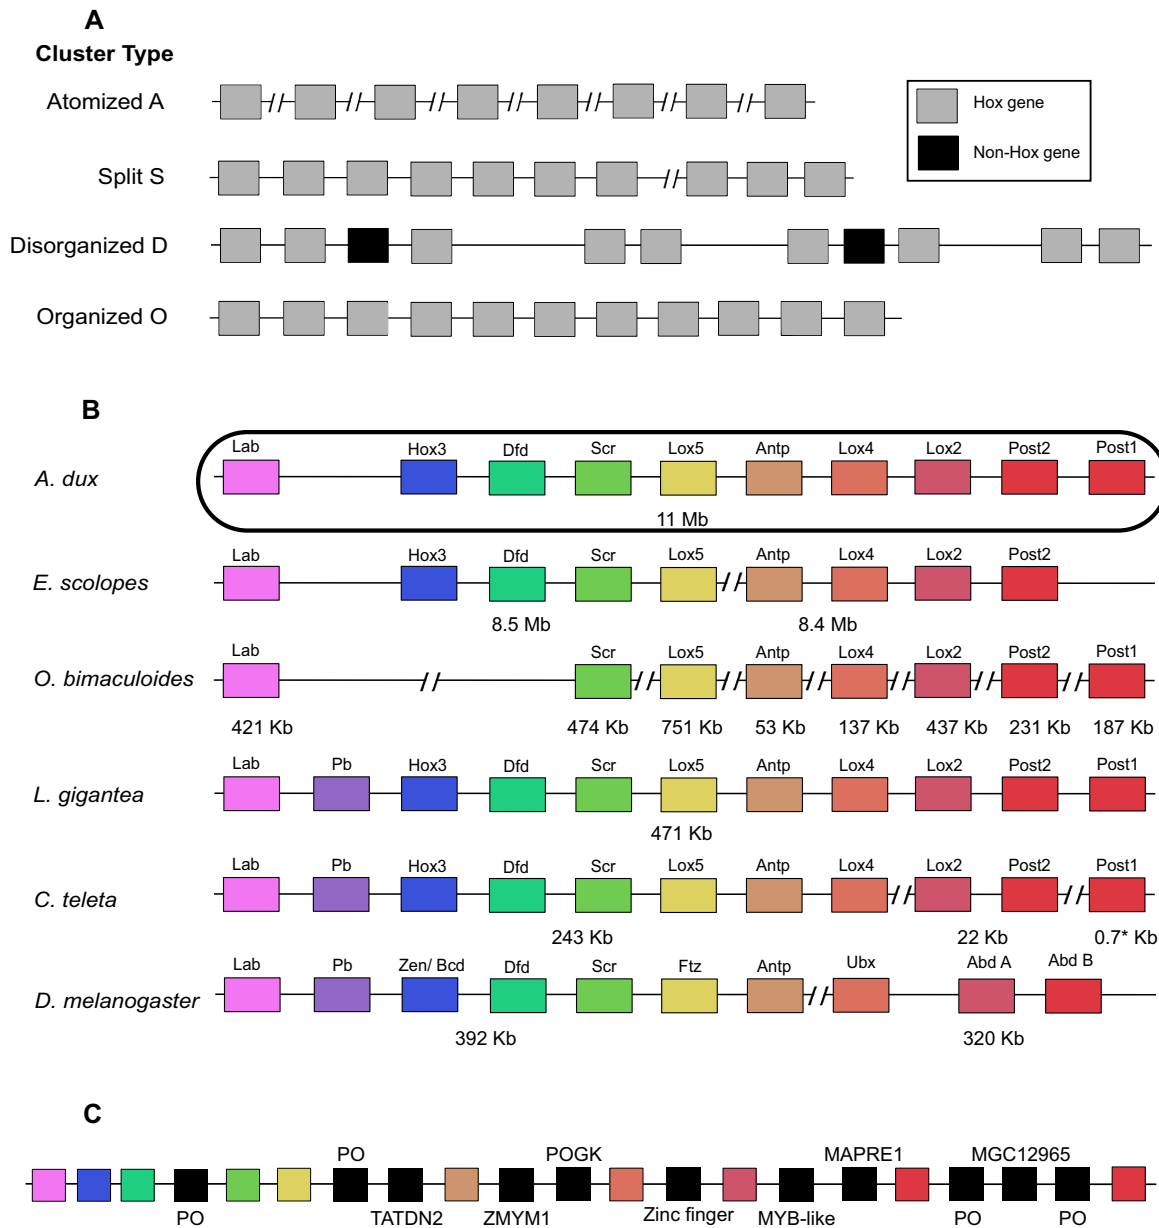 A
Cluster Type
Atomized A
Hox gene
Non-Hox gene
Split S
Disorganized D
Organized O
B
Lab Hox3 Dfd Scr Lox5 Antp Lox4 Lox2 Post2 Post1
A. dux
11 Mb
Lab Hox3 Dfd Scr Lox5 Antp Lox4 Lox2 Post2
E. scolopes
8.5 Mb 8.4 Mb
Lab Scr Lox5 Antp Lox4 Lox2 Post2 Post1
O. bimaculoides
421 Kb 474 Kb 751 Kb 53 Kb 137 Kb 437 Kb 231 Kb 187 Kb
Lab Pb Hox3 Dfd Scr Lox5 Antp Lox4 Lox2 Post2 Post1
L. gigantea
471 Kb
Lab Pb Hox3 Dfd Scr Lox5 Antp Lox4 Lox2 Post2 Post1
C. teleta
243 Kb 22 Kb 0.7* Kb
Lab Pb Zen/ Bcd Dfd Scr Ftz Antp Ubx Abd A Abd B
D. melanogaster
392 Kb 320 Kb
C
PO POGK MAPRE1 MGC12965
PO TATDN2 ZMYM1 Zinc finger MYB-like PO PO